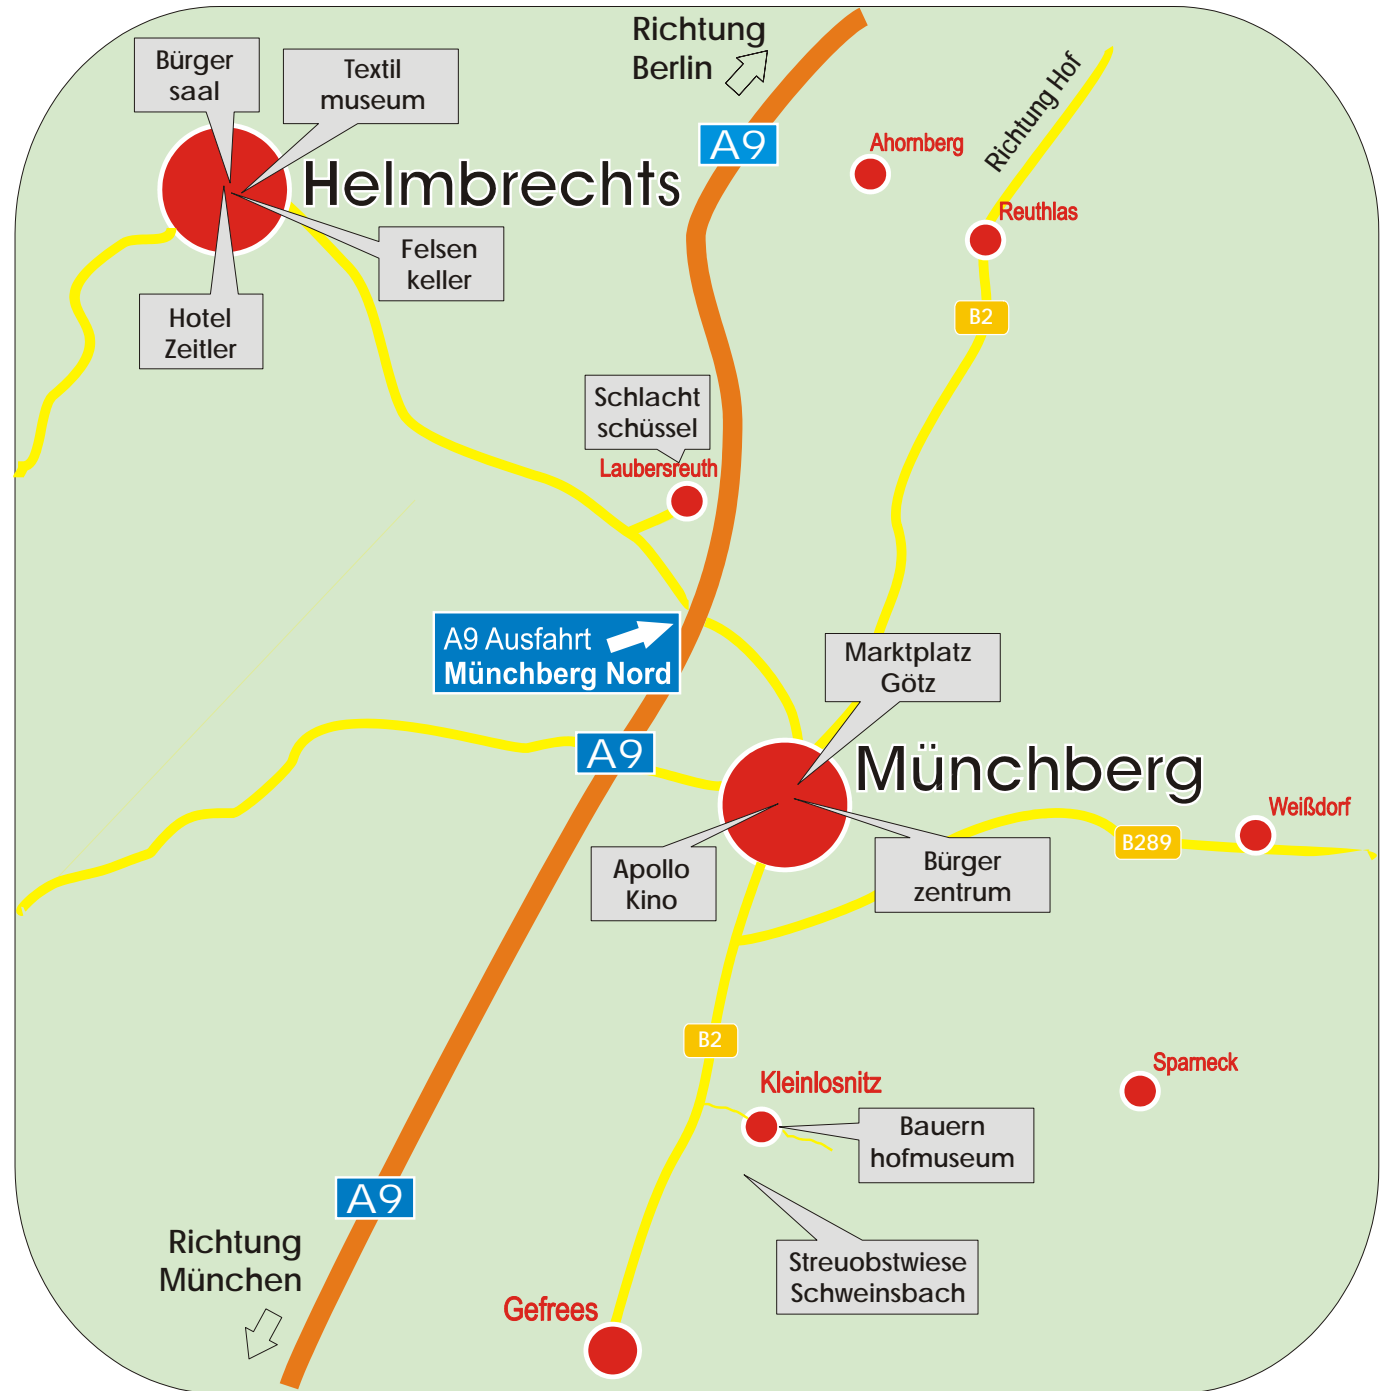 Richtung
Berlin
Bürger
saal
Textil
museum
Richtung Hof
A9
Ahornberg
Helmbrechts
Reuthlas
Felsen
keller
Hotel
Zeitler
B2
Schlacht
schüssel
Laubersreuth
A9 Ausfahrt
Münchberg Nord
Marktplatz
Götz
A9
Münchberg
Weißdorf
B289
Apollo
Kino
Bürger
zentrum
B2
Kleinlosnitz
Sparneck
Bauern
hofmuseum
A9
Richtung
München
Streuobstwiese
Schweinsbach
Gefrees